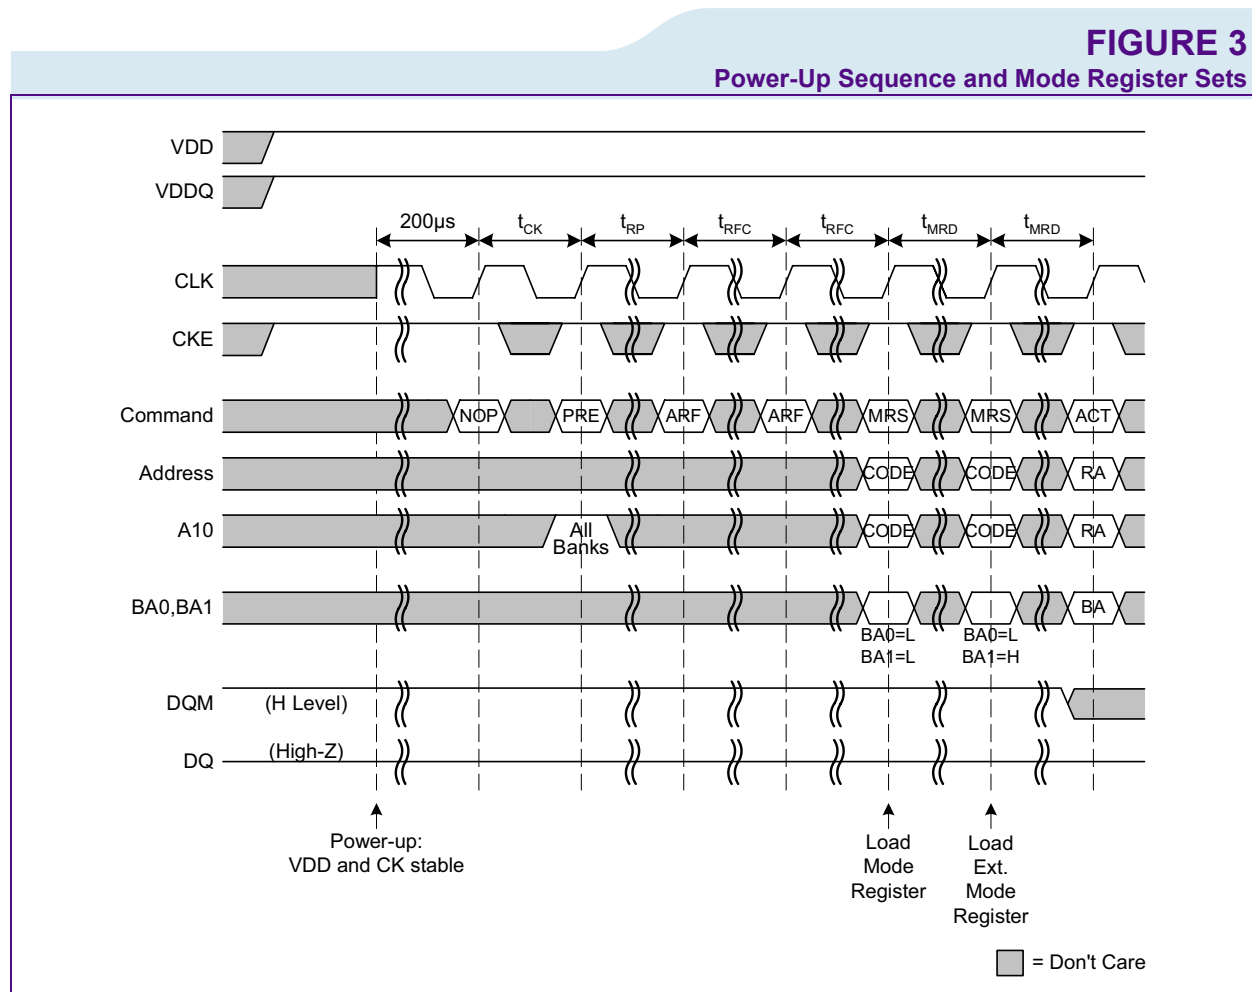 FIGURE 3
Power-Up Sequence and Mode Register Sets
VDD
VDDQ
200µs tCK tRP tRFC tRFC tMRD tMRD
CLK
CKE
Command NOP PRE ARF ARF MRS MRS ACT
Address CODE CODE RA
A10 All Banks CODE CODE RA
BA0,BA1 BA
BA0=L BA0=L
BA1=L BA1=H
DQM (H Level)
DQ (High-Z)
Power-up:
VDD and CK stable
Load
Mode
Register
Load
Ext.
Mode
Register
= Don't Care